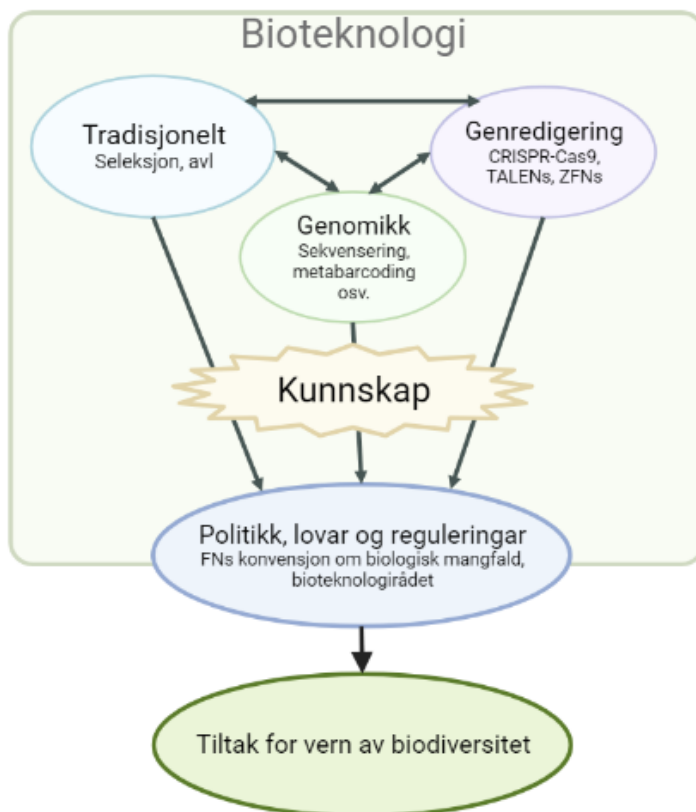 Bioteknologi
Tradisjonelt
Seleksjon, avl
Genredigering
CRISPR-Cas9,
TALENs, ZFNs
Genomikk
Sekvensering,
metabarcoding
osv.
Kunnskap
Politikk, lovar og reguleringar
FNs konvensjon om biologisk mangfald,
bioteknologirådet
Tiltak for vern av biodiversitet